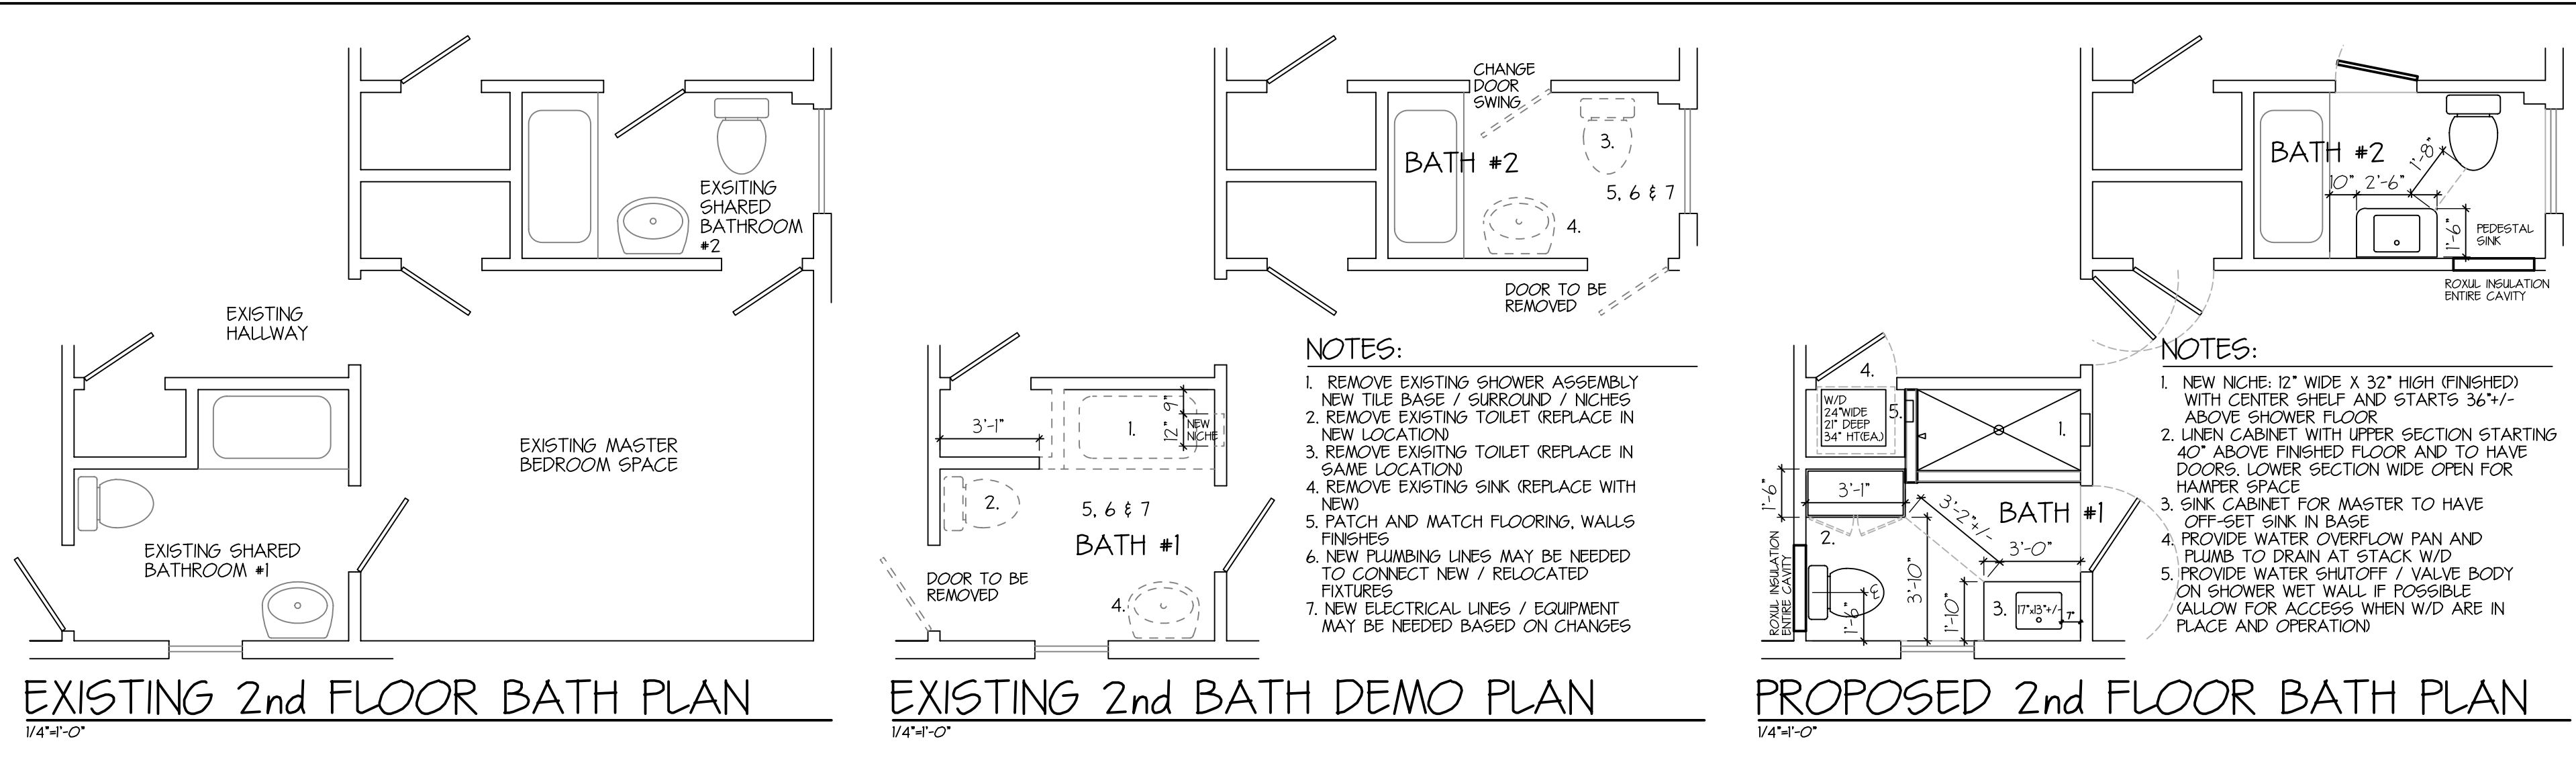 EXSITING
SHARED
BATHROOM
#2
EXISTING
HALLWAY
EXISTING MASTER
BEDROOM SPACE
EXISTING SHARED
BATHROOM #1
EXISTING 2nd FLOOR BATH PLAN
1/4"=1'-0"
CHANGE
DOOR
SWING
BATH #2
3.
5, 6 & 7
4.
DOOR TO BE
REMOVED
3'-1"
1.
9"
12"
NEW
NICHE
2.
5, 6 & 7
BATH #1
DOOR TO BE
REMOVED
4.
NOTES:
1. REMOVE EXISTING SHOWER ASSEMBLY
NEW TILE BASE / SURROUND / NICHES
2. REMOVE EXISTING TOILET (REPLACE IN
NEW LOCATION)
3. REMOVE EXISITNG TOILET (REPLACE IN
SAME LOCATION)
4. REMOVE EXISTING SINK (REPLACE WITH
NEW)
5. PATCH AND MATCH FLOORING, WALLS
FINISHES
6. NEW PLUMBING LINES MAY BE NEEDED
TO CONNECT NEW / RELOCATED
FIXTURES
7. NEW ELECTRICAL LINES / EQUIPMENT
MAY BE NEEDED BASED ON CHANGES
EXISTING 2nd BATH DEMO PLAN
1/4"=1'-0"
BATH #2
1'-8"
10"
2'-6"
1'-6"
PEDESTAL
SINK
ROXUL INSULATION
ENTIRE CAVITY
4.
W/D
24"WIDE
21" DEEP
34" HT(EA.)
5.
1.
1'-6"
3'-1"
3'-2"+/-
BATH #1
2.
3'-0"
ROXUL INSULATION
ENTIRE CAVITY
1'-6"
3'-10"
1'-10"
3.
17"x13"+/-
7"
NOTES:
1. NEW NICHE: 12" WIDE X 32" HIGH (FINISHED)
WITH CENTER SHELF AND STARTS 36"+/-
ABOVE SHOWER FLOOR
2. LINEN CABINET WITH UPPER SECTION STARTING
40" ABOVE FINISHED FLOOR AND TO HAVE
DOORS. LOWER SECTION WIDE OPEN FOR
HAMPER SPACE
3. SINK CABINET FOR MASTER TO HAVE
OFF-SET SINK IN BASE
4. PROVIDE WATER OVERFLOW PAN AND
PLUMB TO DRAIN AT STACK W/D
5. PROVIDE WATER SHUTOFF / VALVE BODY
ON SHOWER WET WALL IF POSSIBLE
(ALLOW FOR ACCESS WHEN W/D ARE IN
PLACE AND OPERATION)
PROPOSED 2nd FLOOR BATH PLAN
1/4"=1'-0"